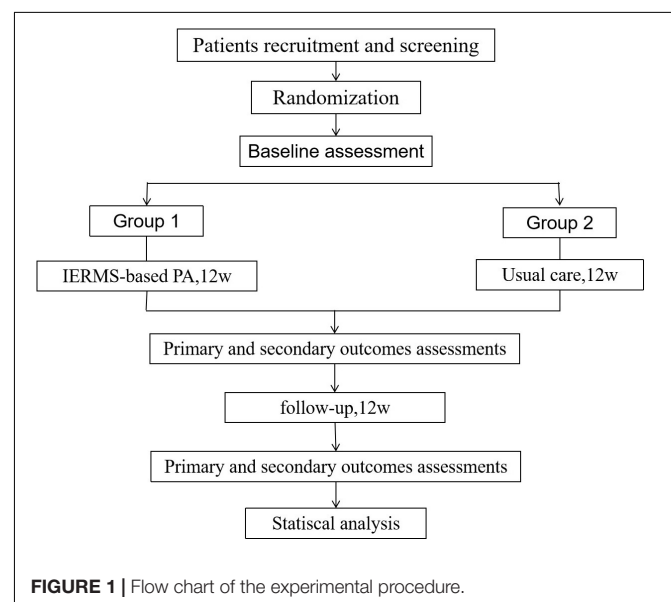 Patients recruitment and screening
Randomization
Baseline assessment
Group 1
Group 2
IERMS-based PA,12w
Usual care,12w
Primary and secondary outcomes assessments
follow-up,12w
Primary and secondary outcomes assessments
Statiscal analysis
FIGURE 1 | Flow chart of the experimental procedure.